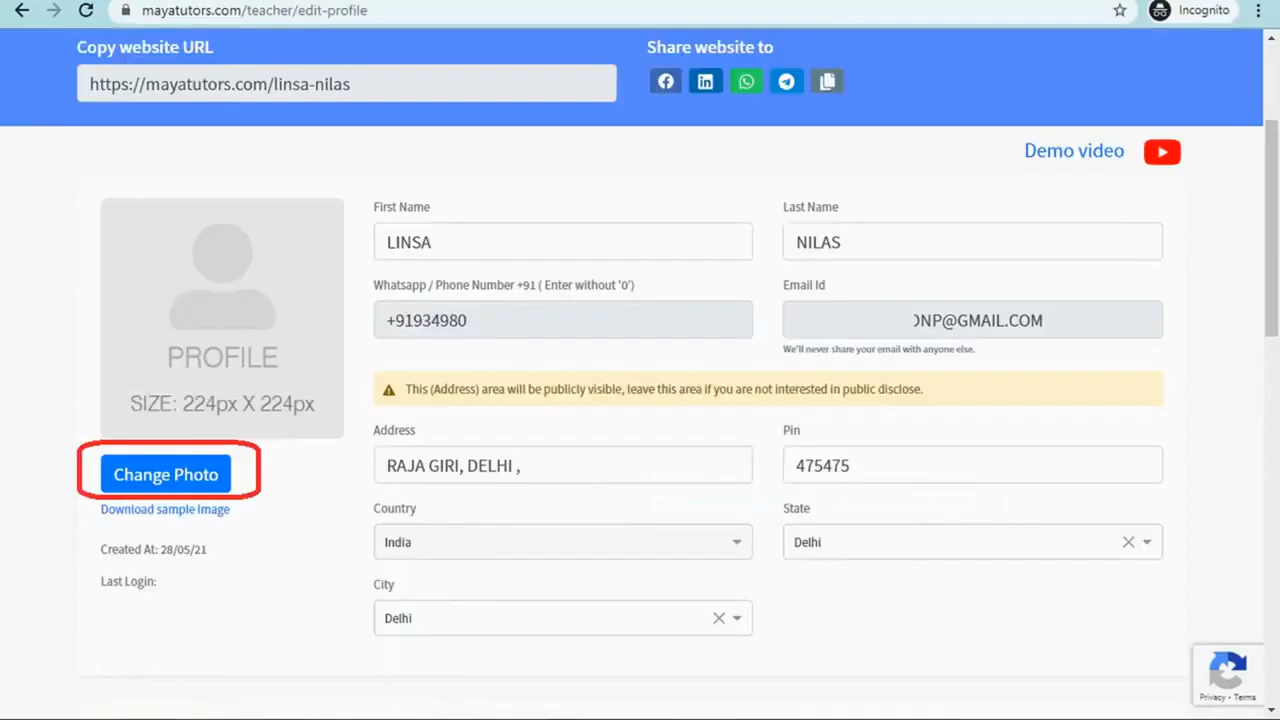 mayatutors.com/teacher/edit-profile
Incognito
Copy website URL
Share website to
https://mayatutors.com/linsa-nilas
Demo video
PROFILE
SIZE: 224px X 224px
Change Photo
Download sample Image
Created At: 28/05/21
Last Login:
First Name
Last Name
LINSA
NILAS
Whatsapp / Phone Number +91 ( Enter without '0')
Email Id
+91934980
NP@GMAIL.COM
We'll never share your email with anyone else.
This (Address) area will be publicly visible, leave this area if you are not interested in public disclose.
Address
Pin
RAJA GIRI, DELHI ,
475475
Country
State
India
Delhi
City
Delhi
Privacy - Terms